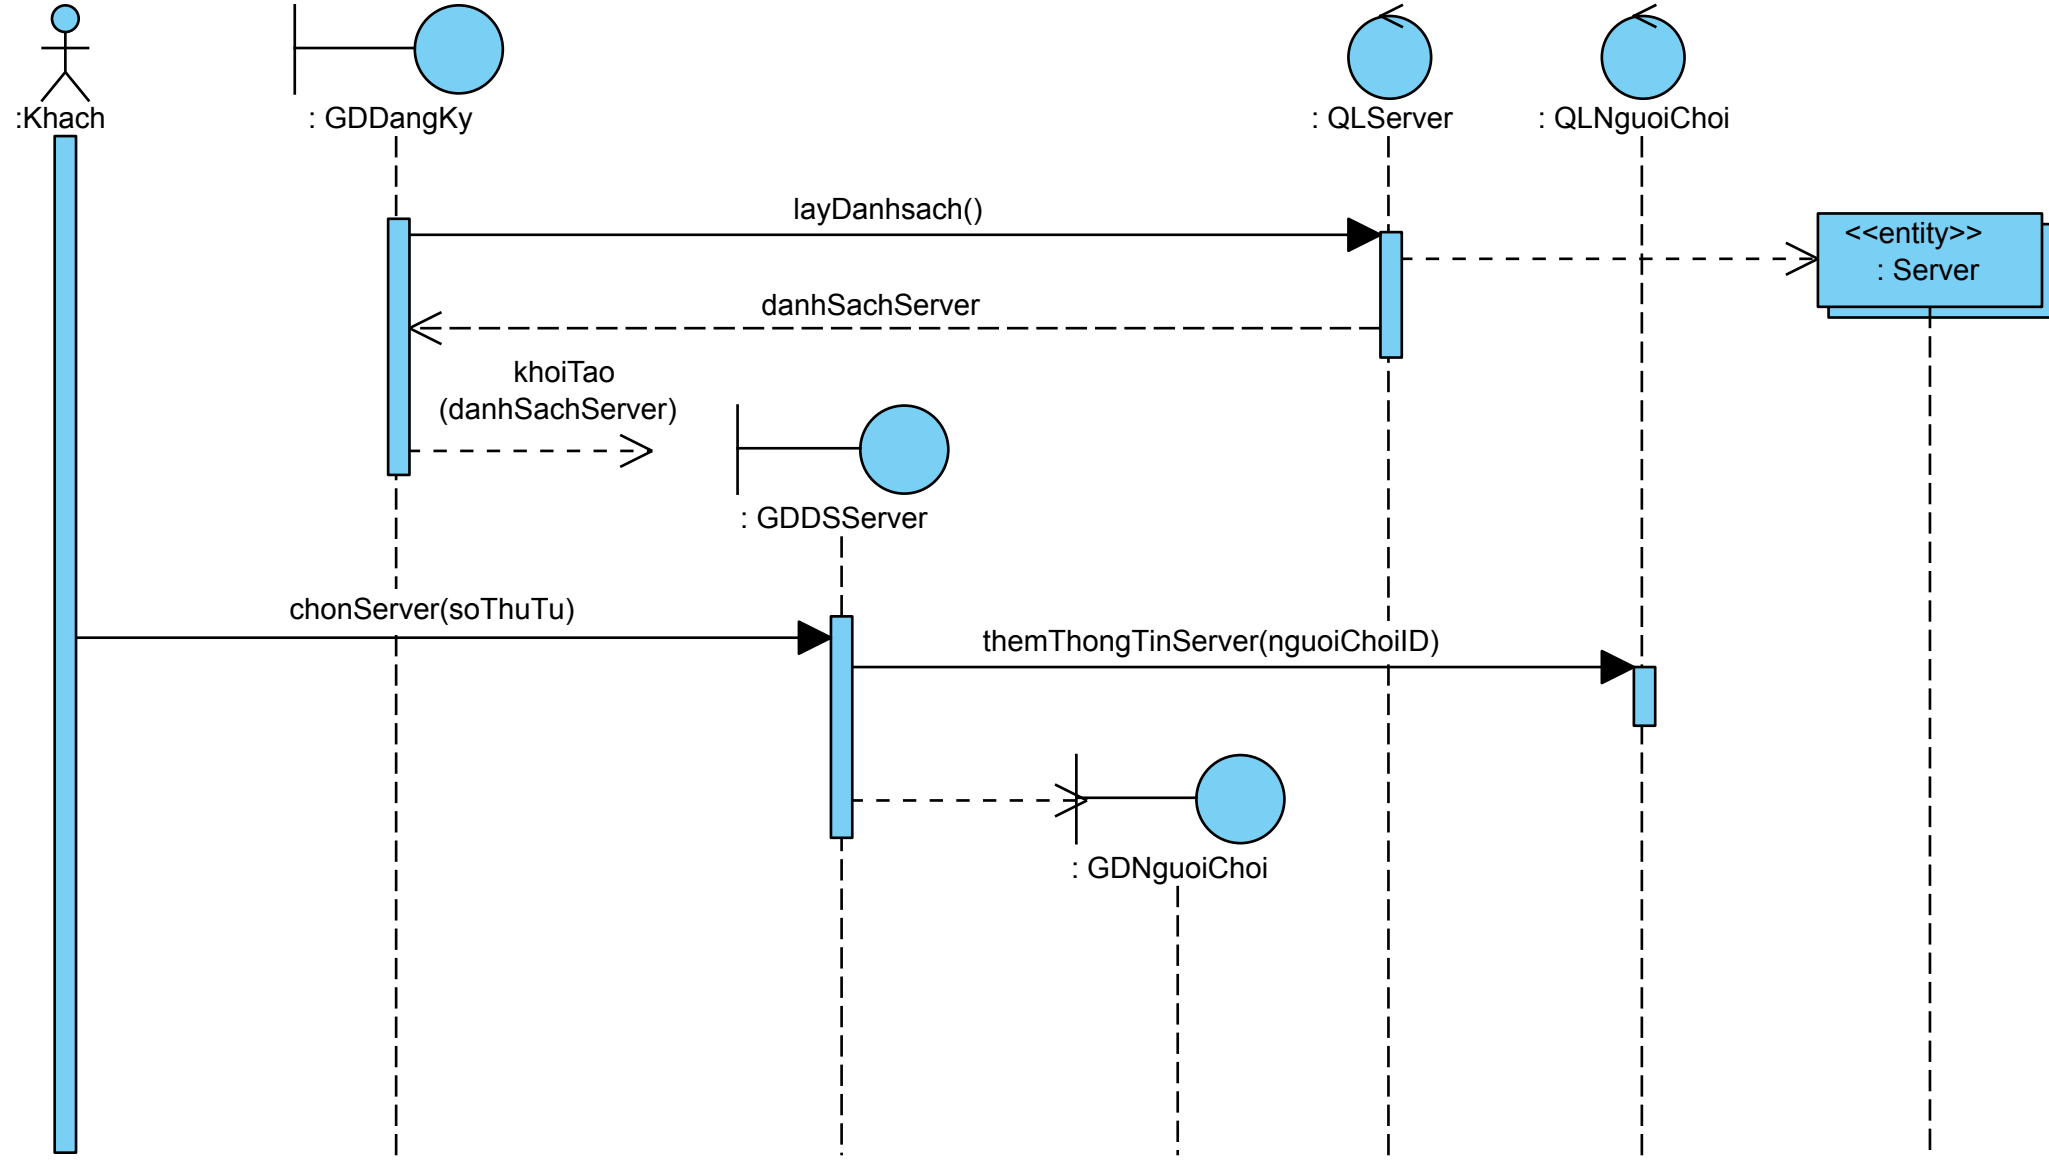 :Khach
: GDDangKy
: QLServer
: QLNguoiChoi
layDanhsach()
<<entity>>
: Server
danhSachServer
khoiTao
(danhSachServer)
: GDDSServer
chonServer(soThuTu)
themThongTinServer(nguoiChoiID)
: GDNguoiChoi